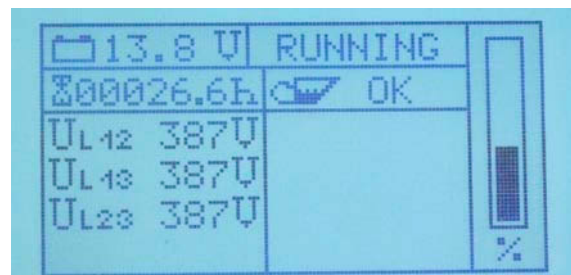 13.8 V RUNNING
00026.6h OK
UL12 387V
UL13 387V
UL23 387V
%